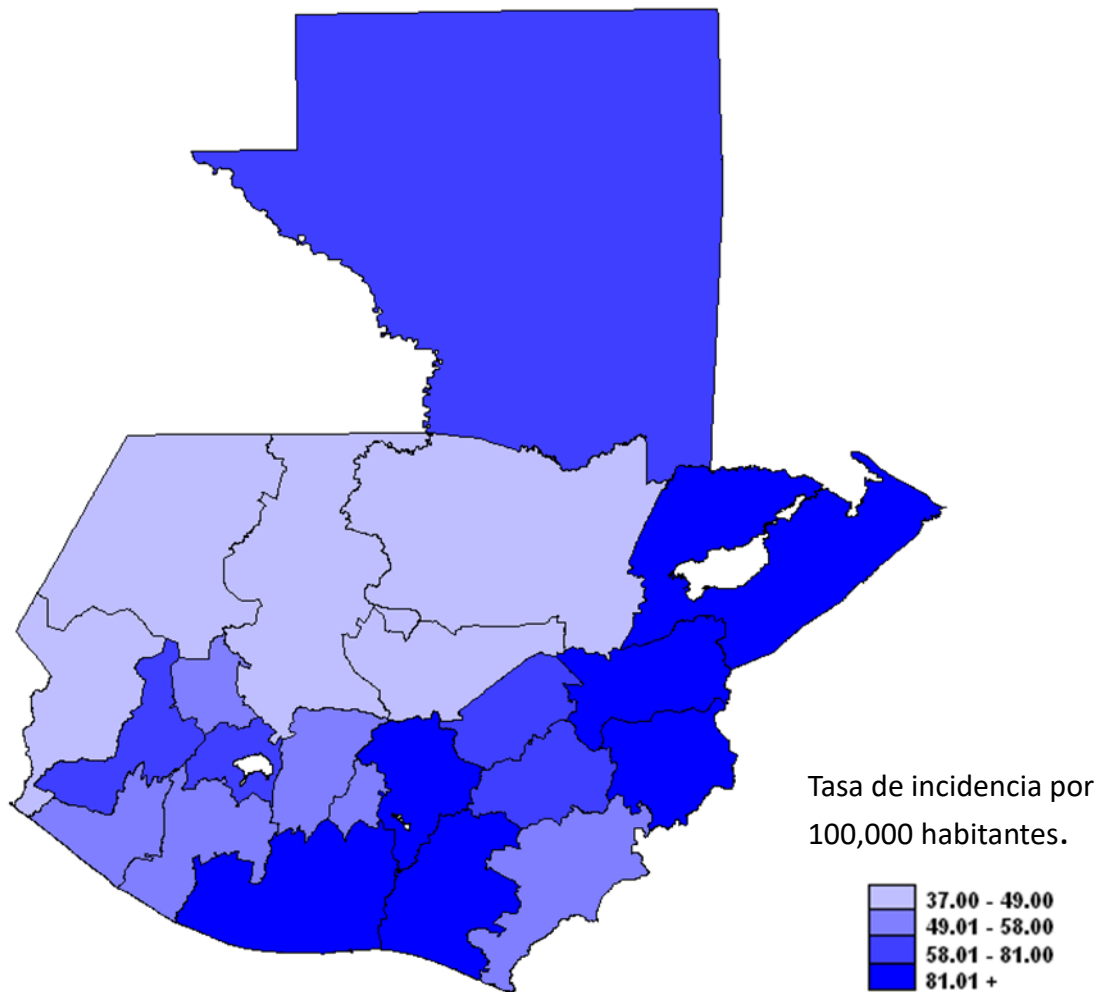 Tasa de incidencia por
100,000 habitantes.
37.00 - 49.00
49.01 - 58.00
58.01 - 81.00
81.01 +